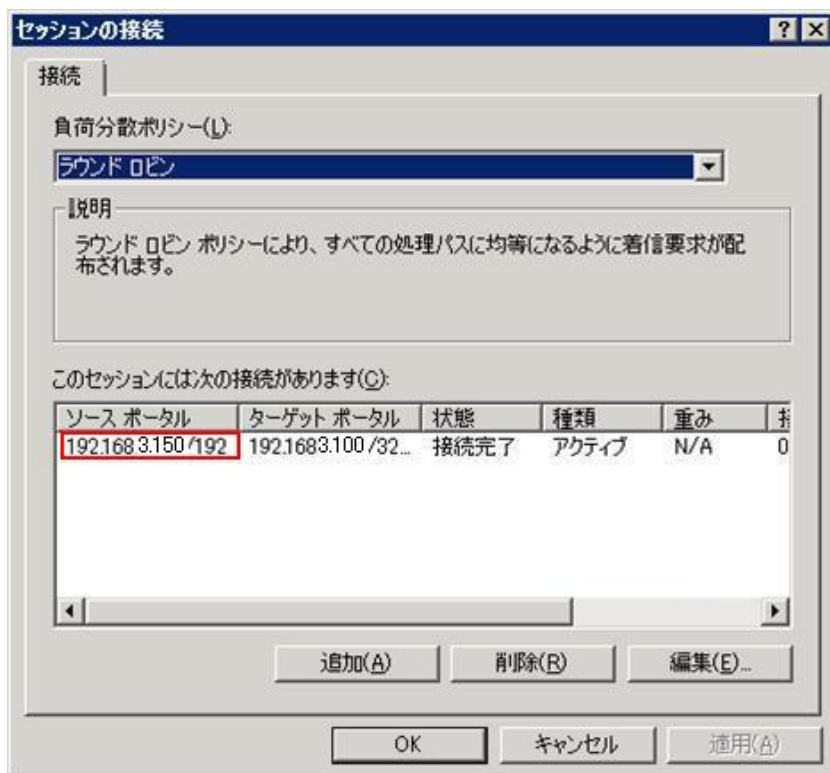 セッションの接続
接続
負荷分散ポリシー(L):
ラウンド ロビン
説明
ラウンド ロビン ポリシーにより、すべての処理パスに均等になるように着信要求が配
布されます。
このセッションには次の接続があります(C):
ソース ポータル ターゲット ポータル 状態 種類 重み
192.168 3.150 /192 192.168 3.100 /32... 接続完了 アクティブ N/A 0
追加(A) 削除(R) 編集(E)...
OK キャンセル 適用(A)